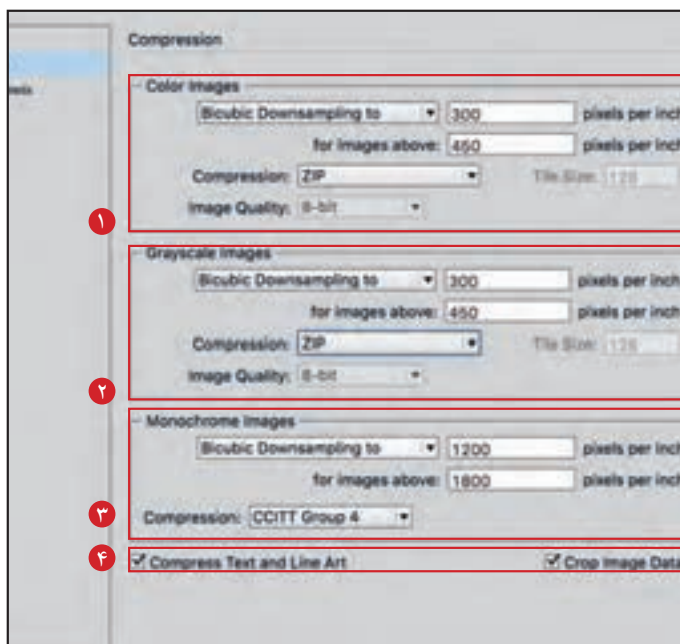 Compression
Color Images
Bicubic Downsampling to 300 pixels per inch
for images above: 450 pixels per inch
Compression: ZIP Tile Size: 128
Image Quality: 8-bit
۱
Grayscale Images
Bicubic Downsampling to 300 pixels per inch
for images above: 450 pixels per inch
Compression: ZIP Tile Size: 128
Image Quality: 8-bit
۲
Monochrome Images
Bicubic Downsampling to 1200 pixels per inch
for images above: 1800 pixels per inch
۳
Compression: CCITT Group 4
۴
Compress Text and Line Art Crop Image Data